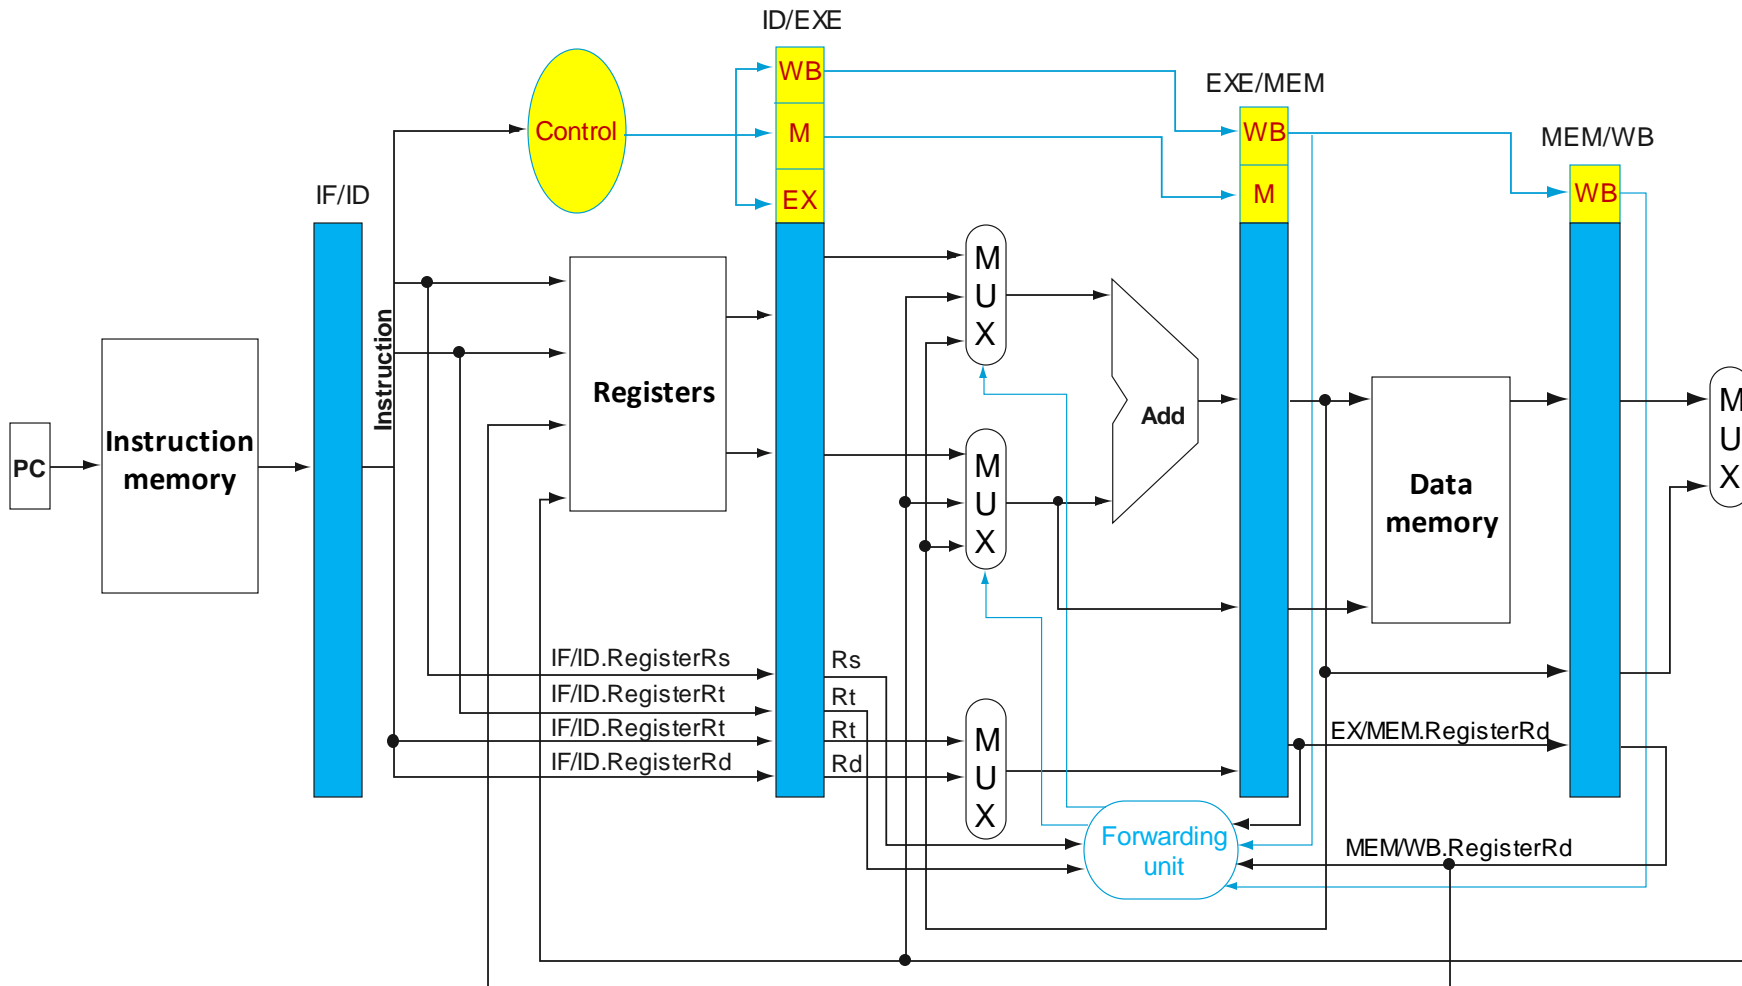 ID/EXE
EXE/MEM
MEM/WB
IF/ID
WB
M
EX
WB
M
WB
Control
Instruction
PC
Instruction
memory
Registers
M
U
X
M
U
X
M
U
X
Add
Data
memory
M
U
X
IF/ID.RegisterRs
IF/ID.RegisterRt
IF/ID.RegisterRt
IF/ID.RegisterRd
Rs
Rt
Rt
Rd
EX/MEM.RegisterRd
Forwarding
unit
MEM/WB.RegisterRd